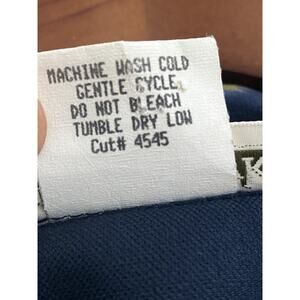 MACHINE WASH COLD
GENTLE CYCLE
DO NOT BLEACH
TUMBLE DRY LOW
Cut# 4545
K